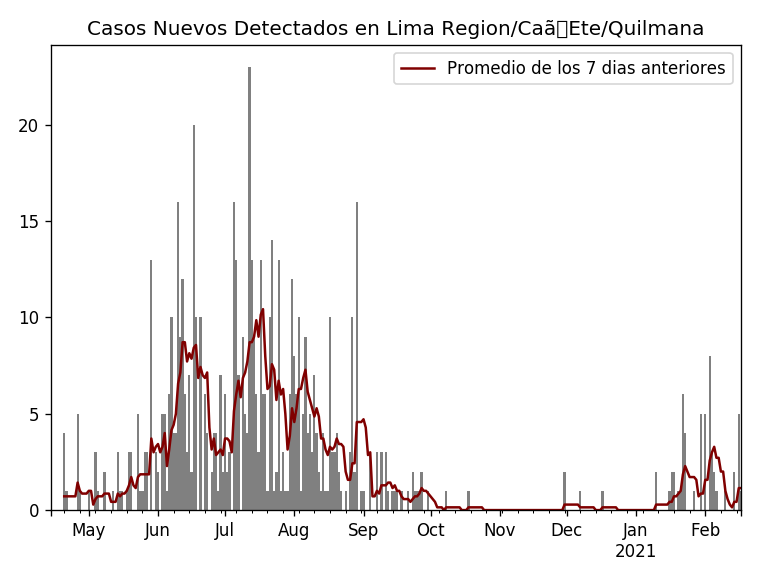 Casos Nuevos Detectados en Lima Region/Caã▯Ete/Quilmana
Promedio de los 7 dias anteriores
20
15
10
5
0
May Jun Jul Aug Sep Oct Nov Dec Jan Feb
2021